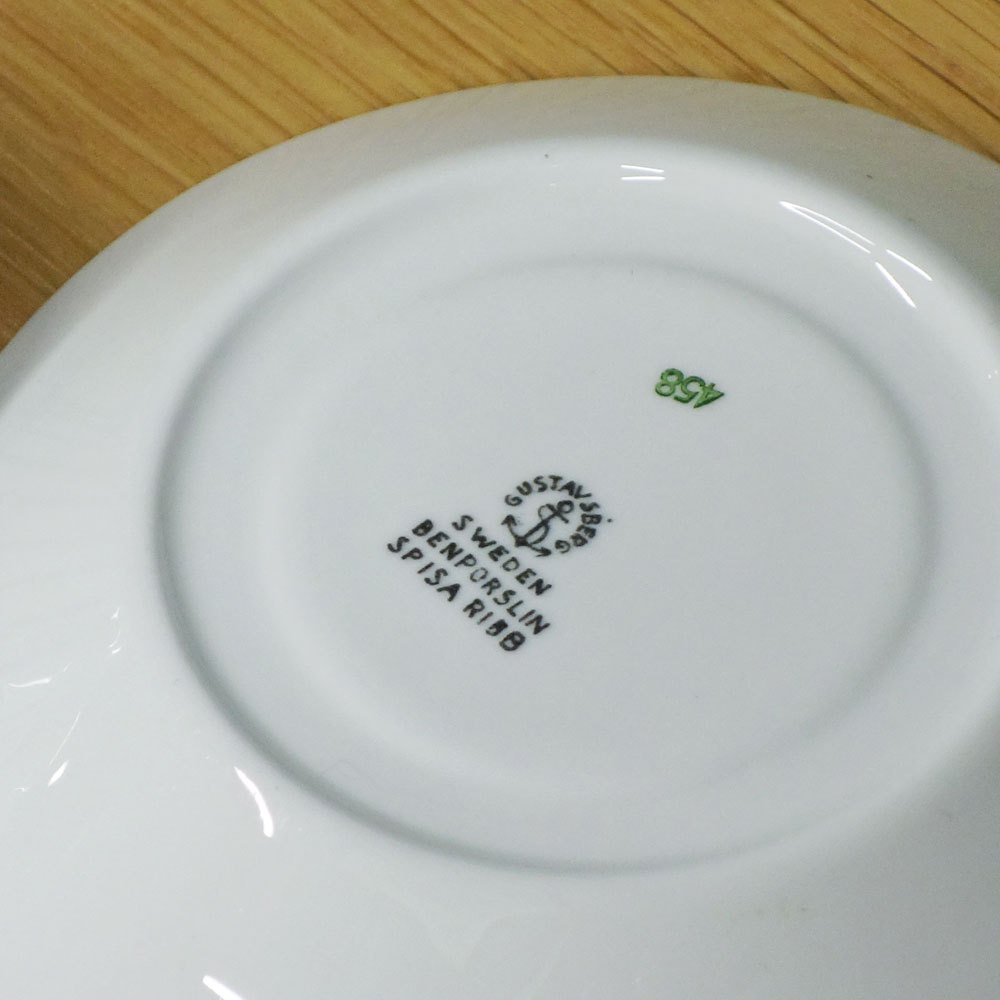 458
GUSTAVSBERG
SWEDEN
BENPORSLIN
SPISA RIBB